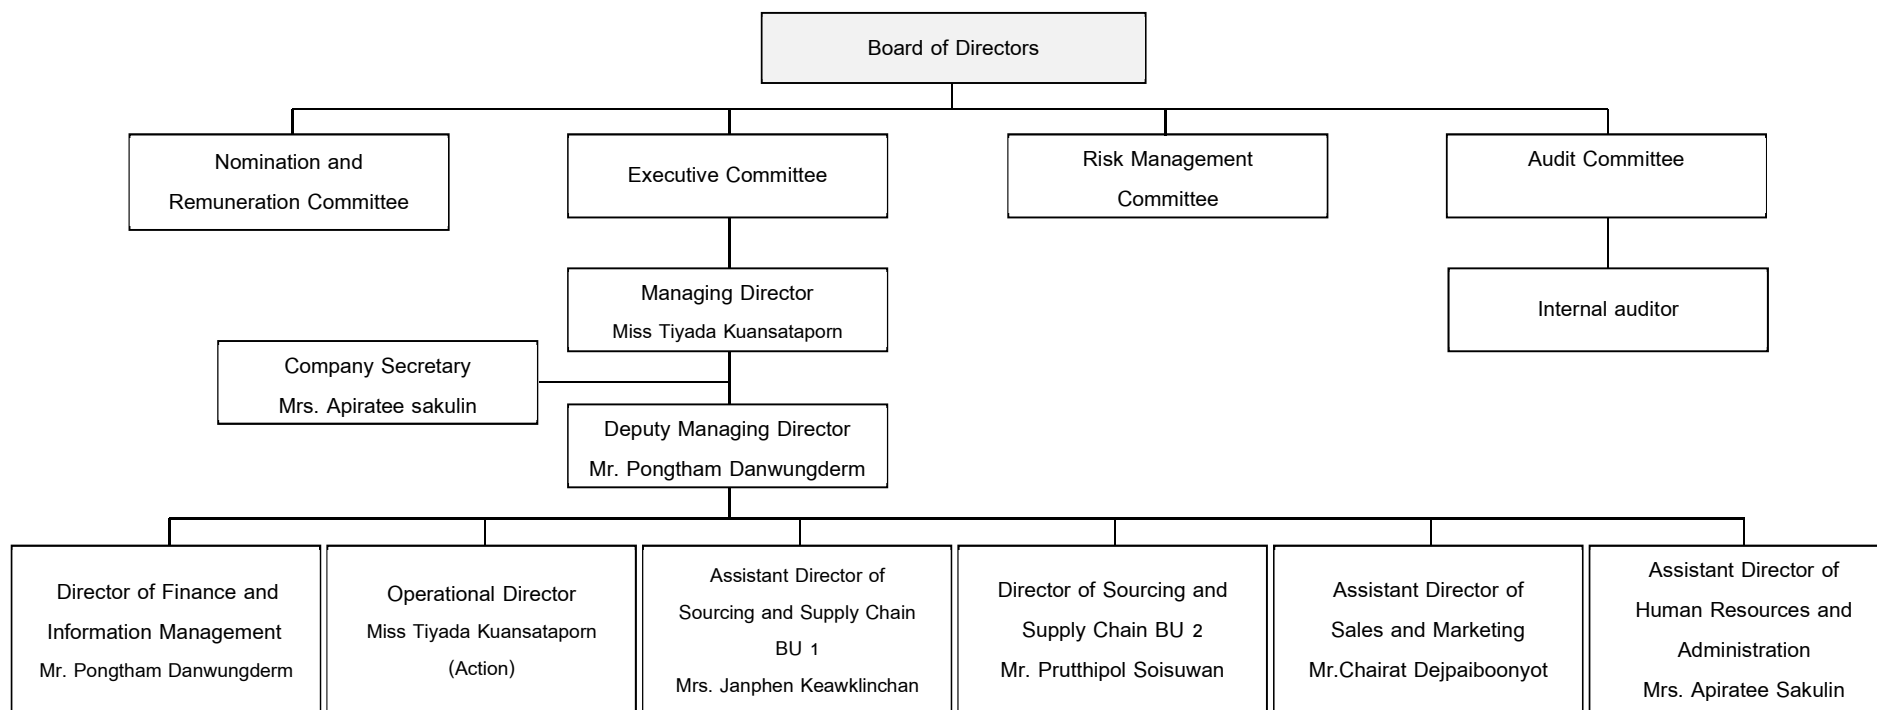 Board of Directors
Nomination and
Remuneration Committee
Executive Committee
Risk Management
Committee
Audit Committee
Managing Director
Miss Tiyada Kuansataporn
Internal auditor
Company Secretary
Mrs. Apiratee sakulin
Deputy Managing Director
Mr. Pongtham Danwungderm
Director of Finance and
Information Management
Mr. Pongtham Danwungderm
Operational Director
Miss Tiyada Kuansataporn
(Action)
Assistant Director of
Sourcing and Supply Chain
BU 1
Mrs. Janphen Keawklinchan
Director of Sourcing and
Supply Chain BU 2
Mr. Prutthipol Soisuwan
Assistant Director of
Sales and Marketing
Mr.Chairat Dejpaiboonyot
Assistant Director of
Human Resources and
Administration
Mrs. Apiratee Sakulin